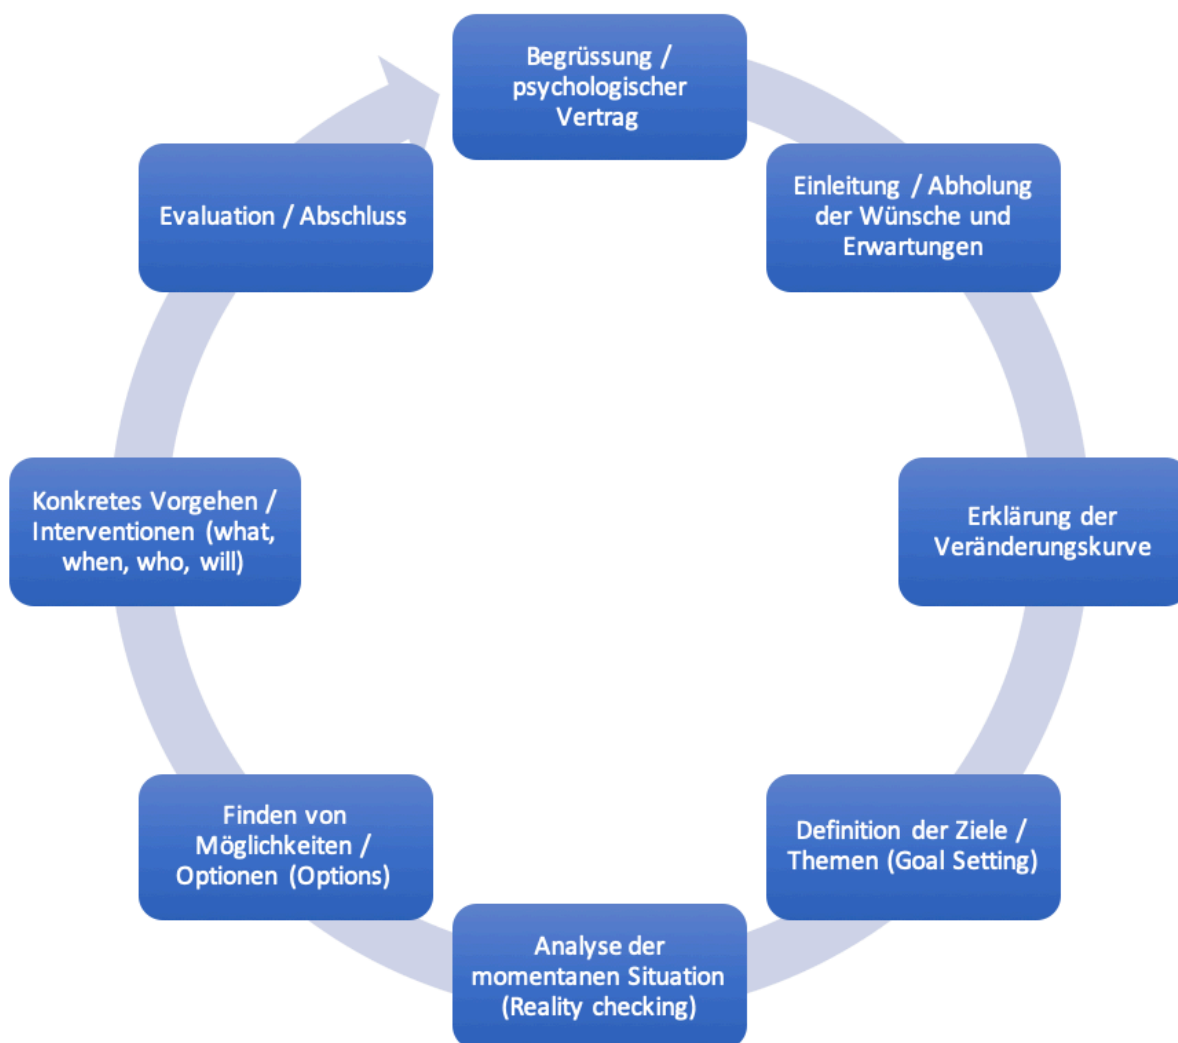 Begrüssung /
psychologischer
Vertrag
Einleitung / Abholung
der Wünsche und
Erwartungen
Erklärung der
Veränderungskurve
Definition der Ziele /
Themen (Goal Setting)
Analyse der
momentanen Situation
(Reality checking)
Finden von
Möglichkeiten /
Optionen (Options)
Konkretes Vorgehen /
Interventionen (what,
when, who, will)
Evaluation / Abschluss